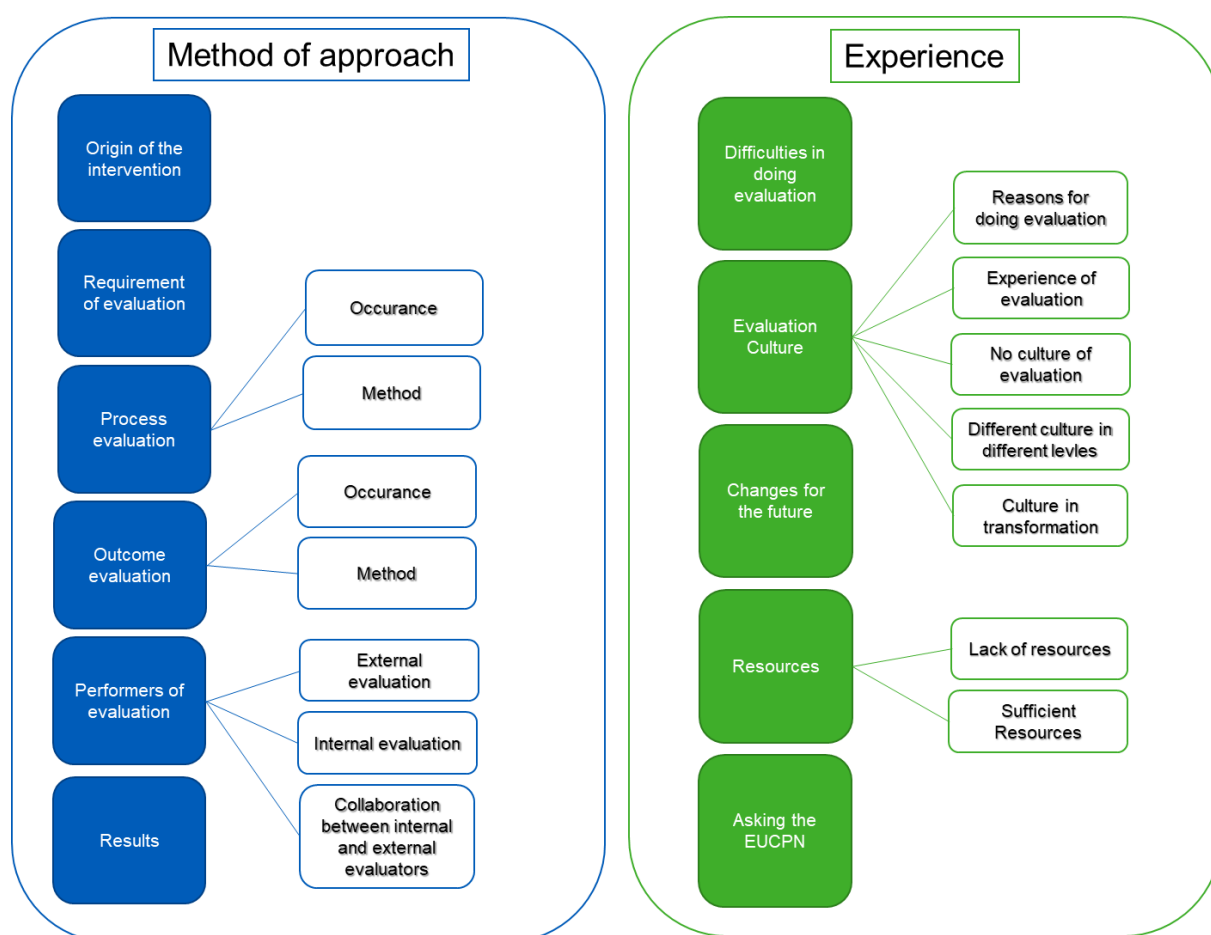 Method of approach
Origin of the
intervention
Requirement
of evaluation
Process
evaluation
Occurance
Method
Outcome
evaluation
Occurance
Method
Performers of
evaluation
External
evaluation
Internal evaluation
Collaboration
between internal
and external
evaluators
Results
Experience
Difficulties in
doing
evaluation
Evaluation
Culture
Reasons for
doing evaluation
Experience of
evaluation
No culture of
evaluation
Different culture in
different levles
Culture in
transformation
Changes for
the future
Resources
Lack of resources
Sufficient
Resources
Asking the
EUCPN